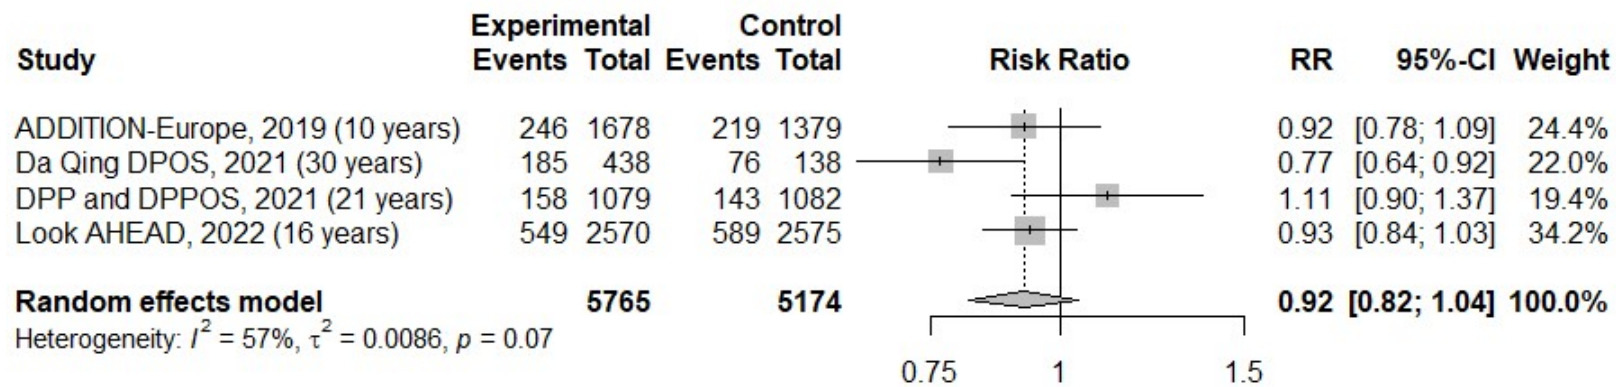 Experimental Control
Study Events Total Events Total Risk Ratio RR 95%-CI Weight
ADDITION-Europe, 2019 (10 years) 246 1678 219 1379 0.92 [0.78; 1.09] 24.4%
Da Qing DPOS, 2021 (30 years) 185 438 76 138 0.77 [0.64; 0.92] 22.0%
DPP and DPPOS, 2021 (21 years) 158 1079 143 1082 1.11 [0.90; 1.37] 19.4%
Look AHEAD, 2022 (16 years) 549 2570 589 2575 0.93 [0.84; 1.03] 34.2%
Random effects model 5765 5174 0.92 [0.82; 1.04] 100.0%
Heterogeneity: I² = 57%, τ² = 0.0086, p = 0.07
0.75 1 1.5